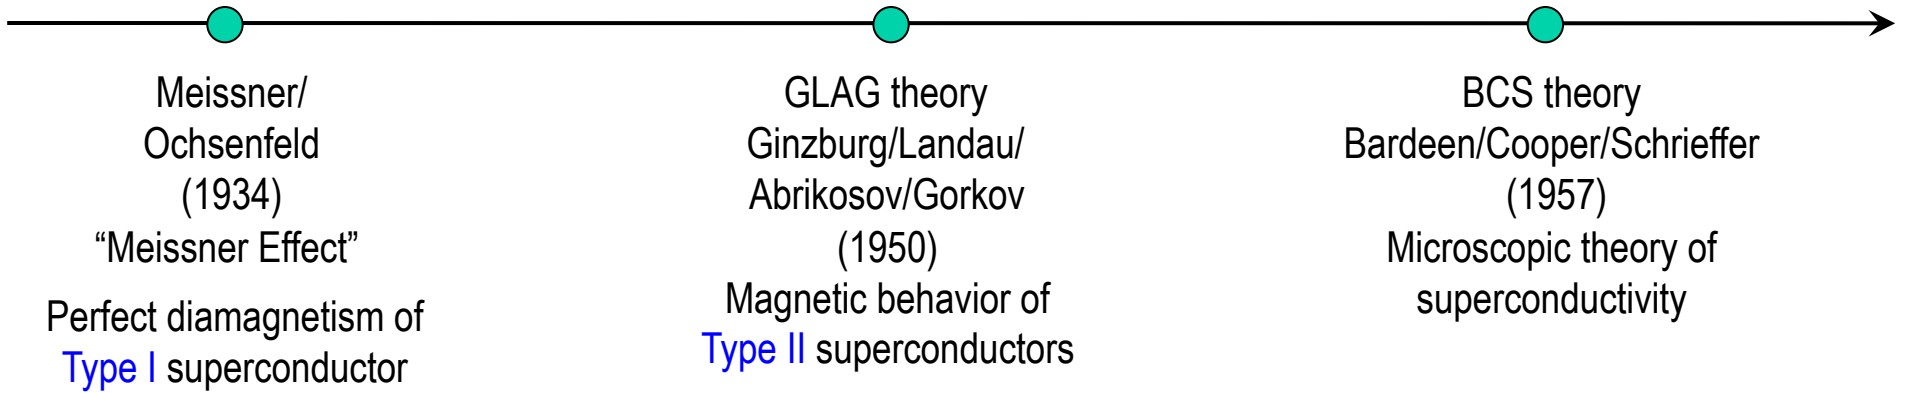 Meissner/
Ochsenfeld
(1934)
“Meissner Effect”
Perfect diamagnetism of
Type I superconductor
GLAG theory
Ginzburg/Landau/
Abrikosov/Gorkov
(1950)
Magnetic behavior of
Type II superconductors
BCS theory
Bardeen/Cooper/Schrieffer
(1957)
Microscopic theory of
superconductivity